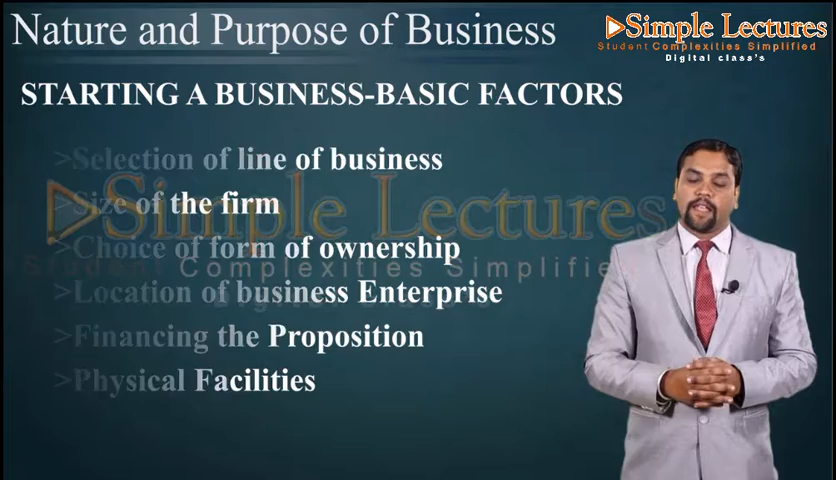 Nature and Purpose of Business
Simple Lectures
Student Complexities Simplified
Digital class's
STARTING A BUSINESS-BASIC FACTORS
>Selection of line of business
>Size of the firm
>Choice of form of ownership
>Location of business Enterprise
>Financing the Proposition
>Physical Facilities
Simple Lectures
Student Complexities Simplified